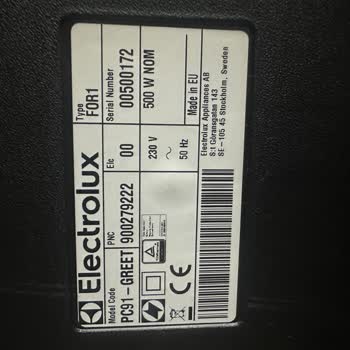 Electrolux
Type
FOR1
Model Code
PC91-GREET
PNC
900279222
Elc
00
Serial Number
00500172
230 V
50 Hz
500 W NOM
Made in EU
Electrolux Appliances AB
S:t Göransgatan 143
SE-105 45 Stockholm, Sweden
CE